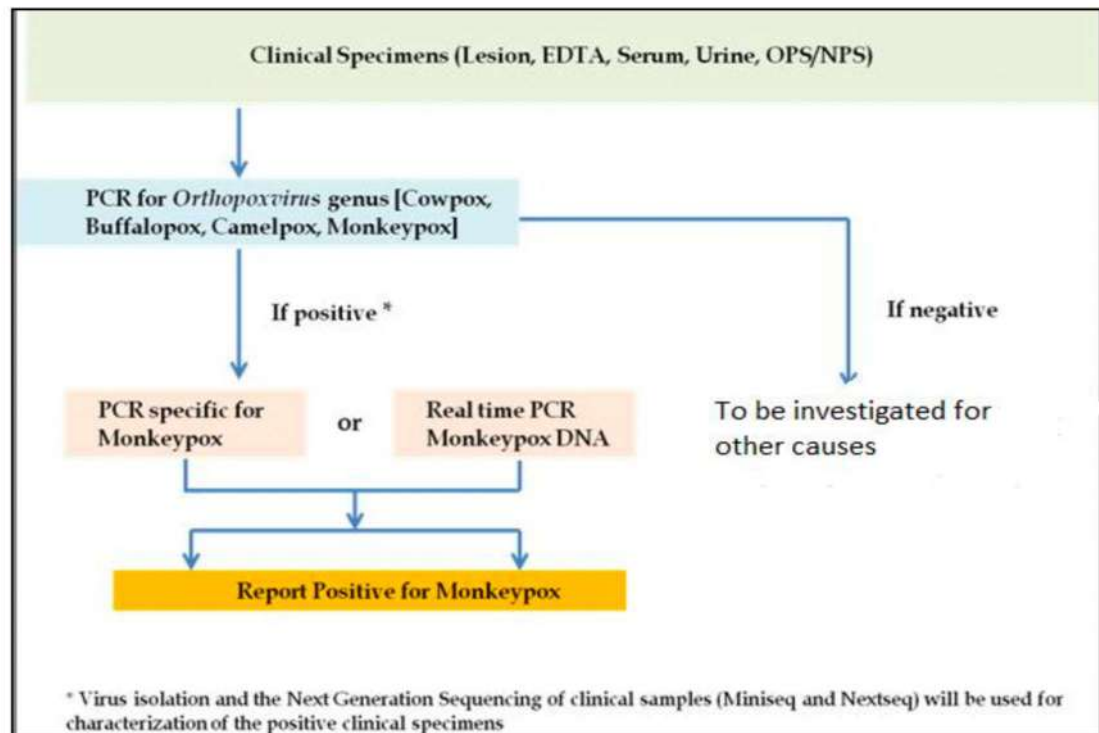 Clinical Specimens (Lesion, EDTA, Serum, Urine, OPS/NPS)
PCR for Orthopoxvirus genus [Cowpox,
Buffalopox, Camelpox, Monkeypox]
If positive *
If negative
PCR specific for
Monkeypox
or
Real time PCR
Monkeypox DNA
To be investigated for
other causes
Report Positive for Monkeypox
* Virus isolation and the Next Generation Sequencing of clinical samples (Miniseq and Nextseq) will be used for
characterization of the positive clinical specimens